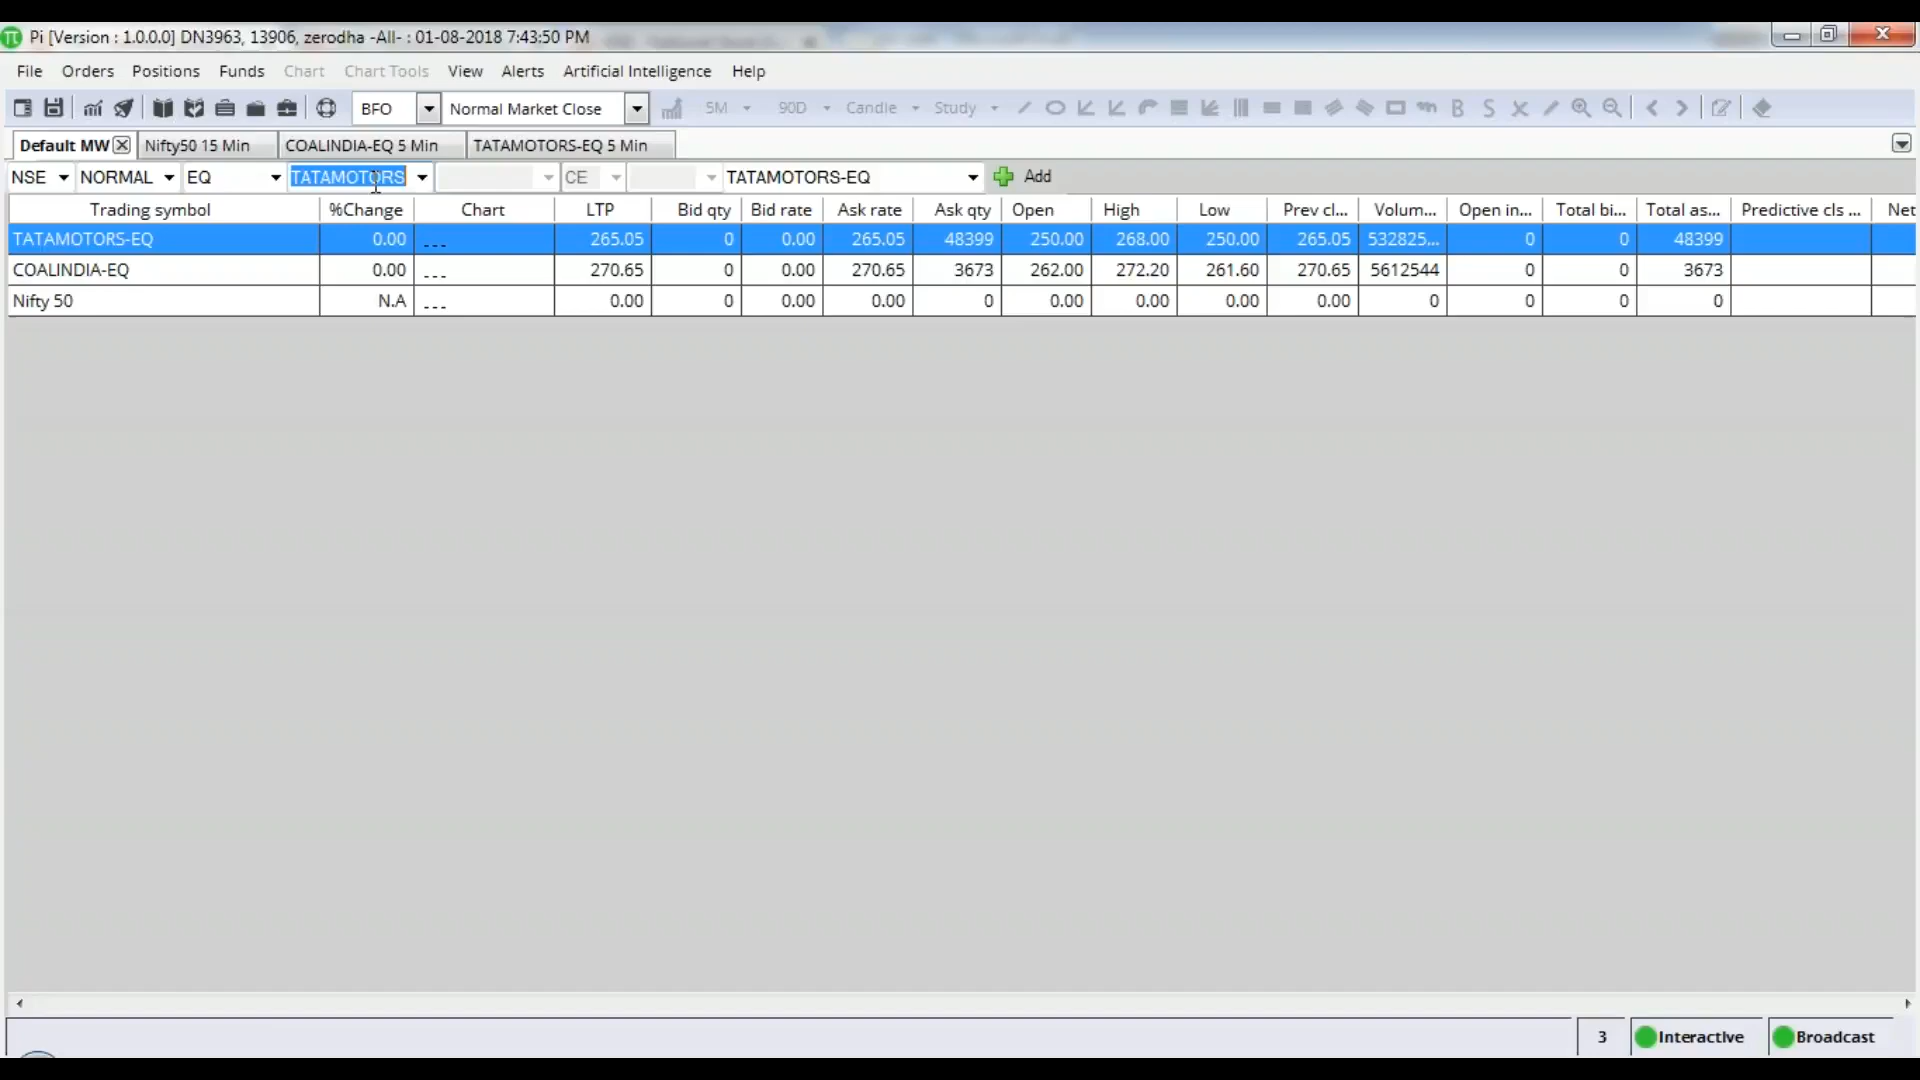 Pi [Version : 1.0.0.0] DN3963, 13906, zerodha -All- : 01-08-2018 7:43:50 PM
File Orders Positions Funds Chart Chart Tools View Alerts Artificial Intelligence Help
BFO Normal Market Close 5M 90D Candle Study B S
Default MW Nifty50 15 Min COALINDIA-EQ 5 Min TATAMOTORS-EQ 5 Min
NSE NORMAL EQ TATAMOTORS CE TATAMOTORS-EQ Add
Trading symbol %Change Chart LTP Bid qty Bid rate Ask rate Ask qty Open High Low Prev cl... Volum... Open in... Total bi... Total as... Predictive cls ... Net
TATAMOTORS-EQ 0.00 --- 265.05 0 0.00 265.05 48399 250.00 268.00 250.00 265.05 532825... 0 0 48399
COALINDIA-EQ 0.00 --- 270.65 0 0.00 270.65 3673 262.00 272.20 261.60 270.65 5612544 0 0 3673
Nifty 50 N.A --- 0.00 0 0.00 0.00 0 0.00 0.00 0.00 0.00 0 0 0 0
3 Interactive Broadcast